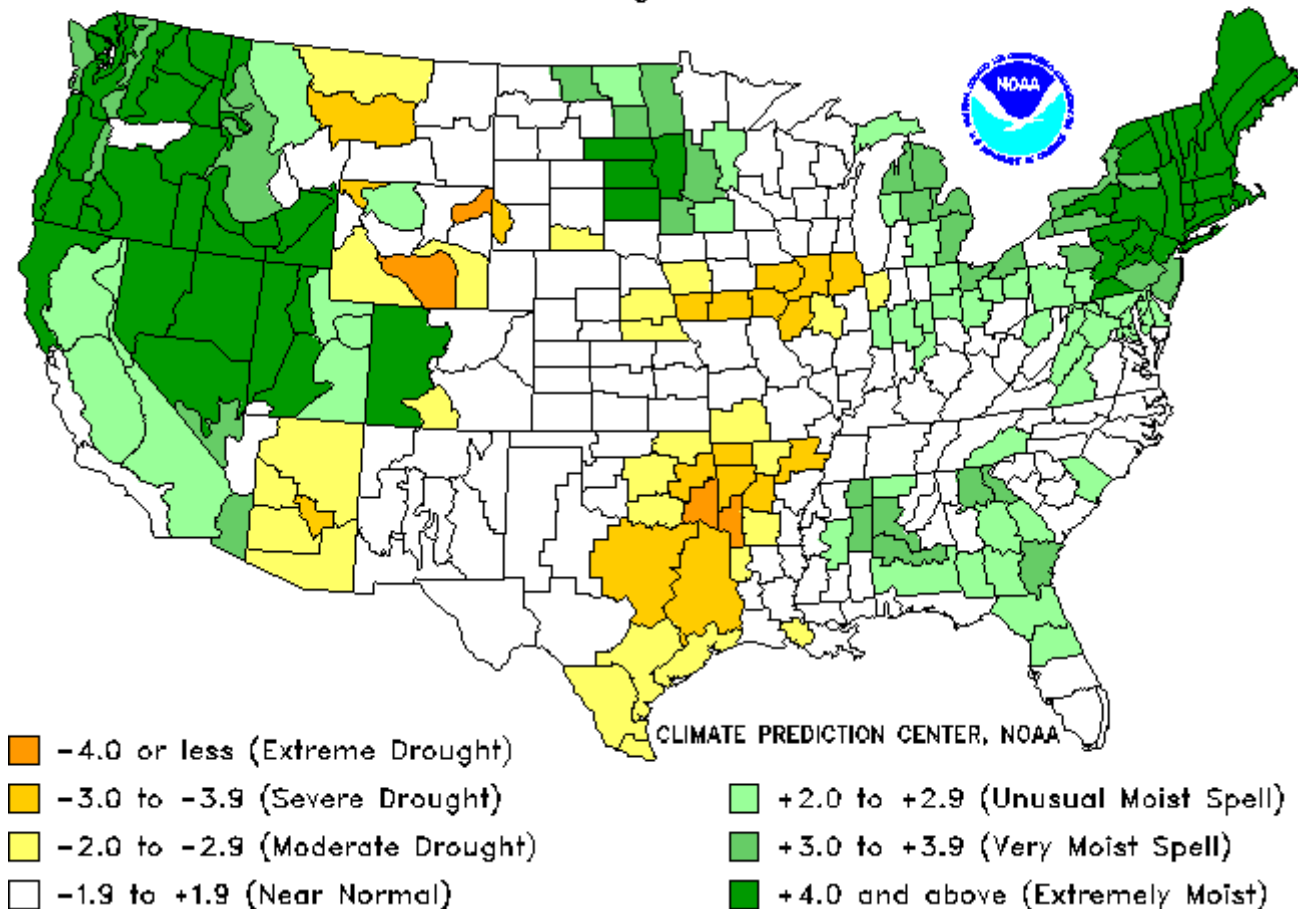 NOAA
CLIMATE PREDICTION CENTER, NOAA
-4.0 or less (Extreme Drought)
-3.0 to -3.9 (Severe Drought)
-2.0 to -2.9 (Moderate Drought)
-1.9 to +1.9 (Near Normal)
+2.0 to +2.9 (Unusual Moist Spell)
+3.0 to +3.9 (Very Moist Spell)
+4.0 and above (Extremely Moist)